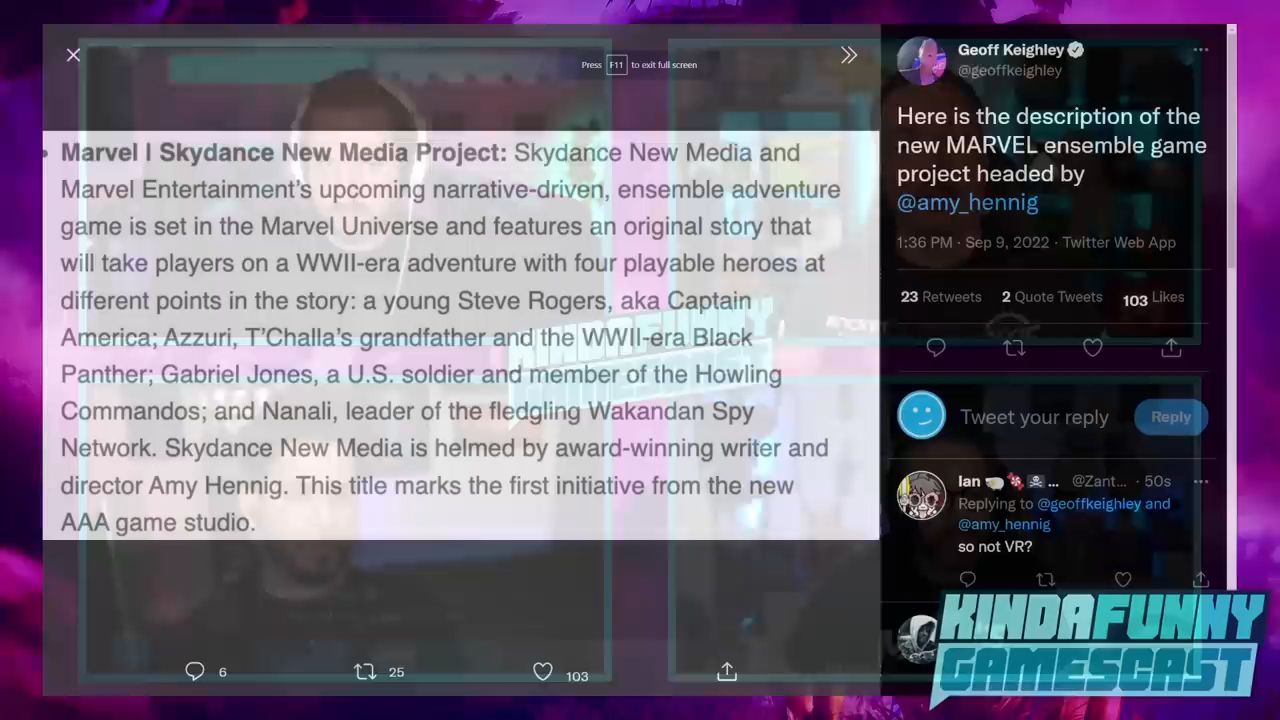 Press F11 to exit full screen
• Marvel | Skydance New Media Project: Skydance New Media and
Marvel Entertainment's upcoming narrative-driven, ensemble adventure
game is set in the Marvel Universe and features an original story that
will take players on a WWII-era adventure with four playable heroes at
different points in the story: a young Steve Rogers, aka Captain
America; Azzuri, T'Challa's grandfather and the WWII-era Black
Panther; Gabriel Jones, a U.S. soldier and member of the Howling
Commandos; and Nanali, leader of the fledgling Wakandan Spy
Network. Skydance New Media is helmed by award-winning writer and
director Amy Hennig. This title marks the first initiative from the new
AAA game studio.
6 25 103
Geoff Keighley
@geoffkeighley
Here is the description of the
new MARVEL ensemble game
project headed by
@amy_hennig
1:36 PM · Sep 9, 2022 · Twitter Web App
23 Retweets 2 Quote Tweets 103 Likes
Tweet your reply Reply
Ian ... @Zant... · 50s
Replying to @geoffkeighley and
@amy_hennig
so not VR?
KINDAFUNNY
GAMESCAST
KINDAFUNNY
GAMESCAST